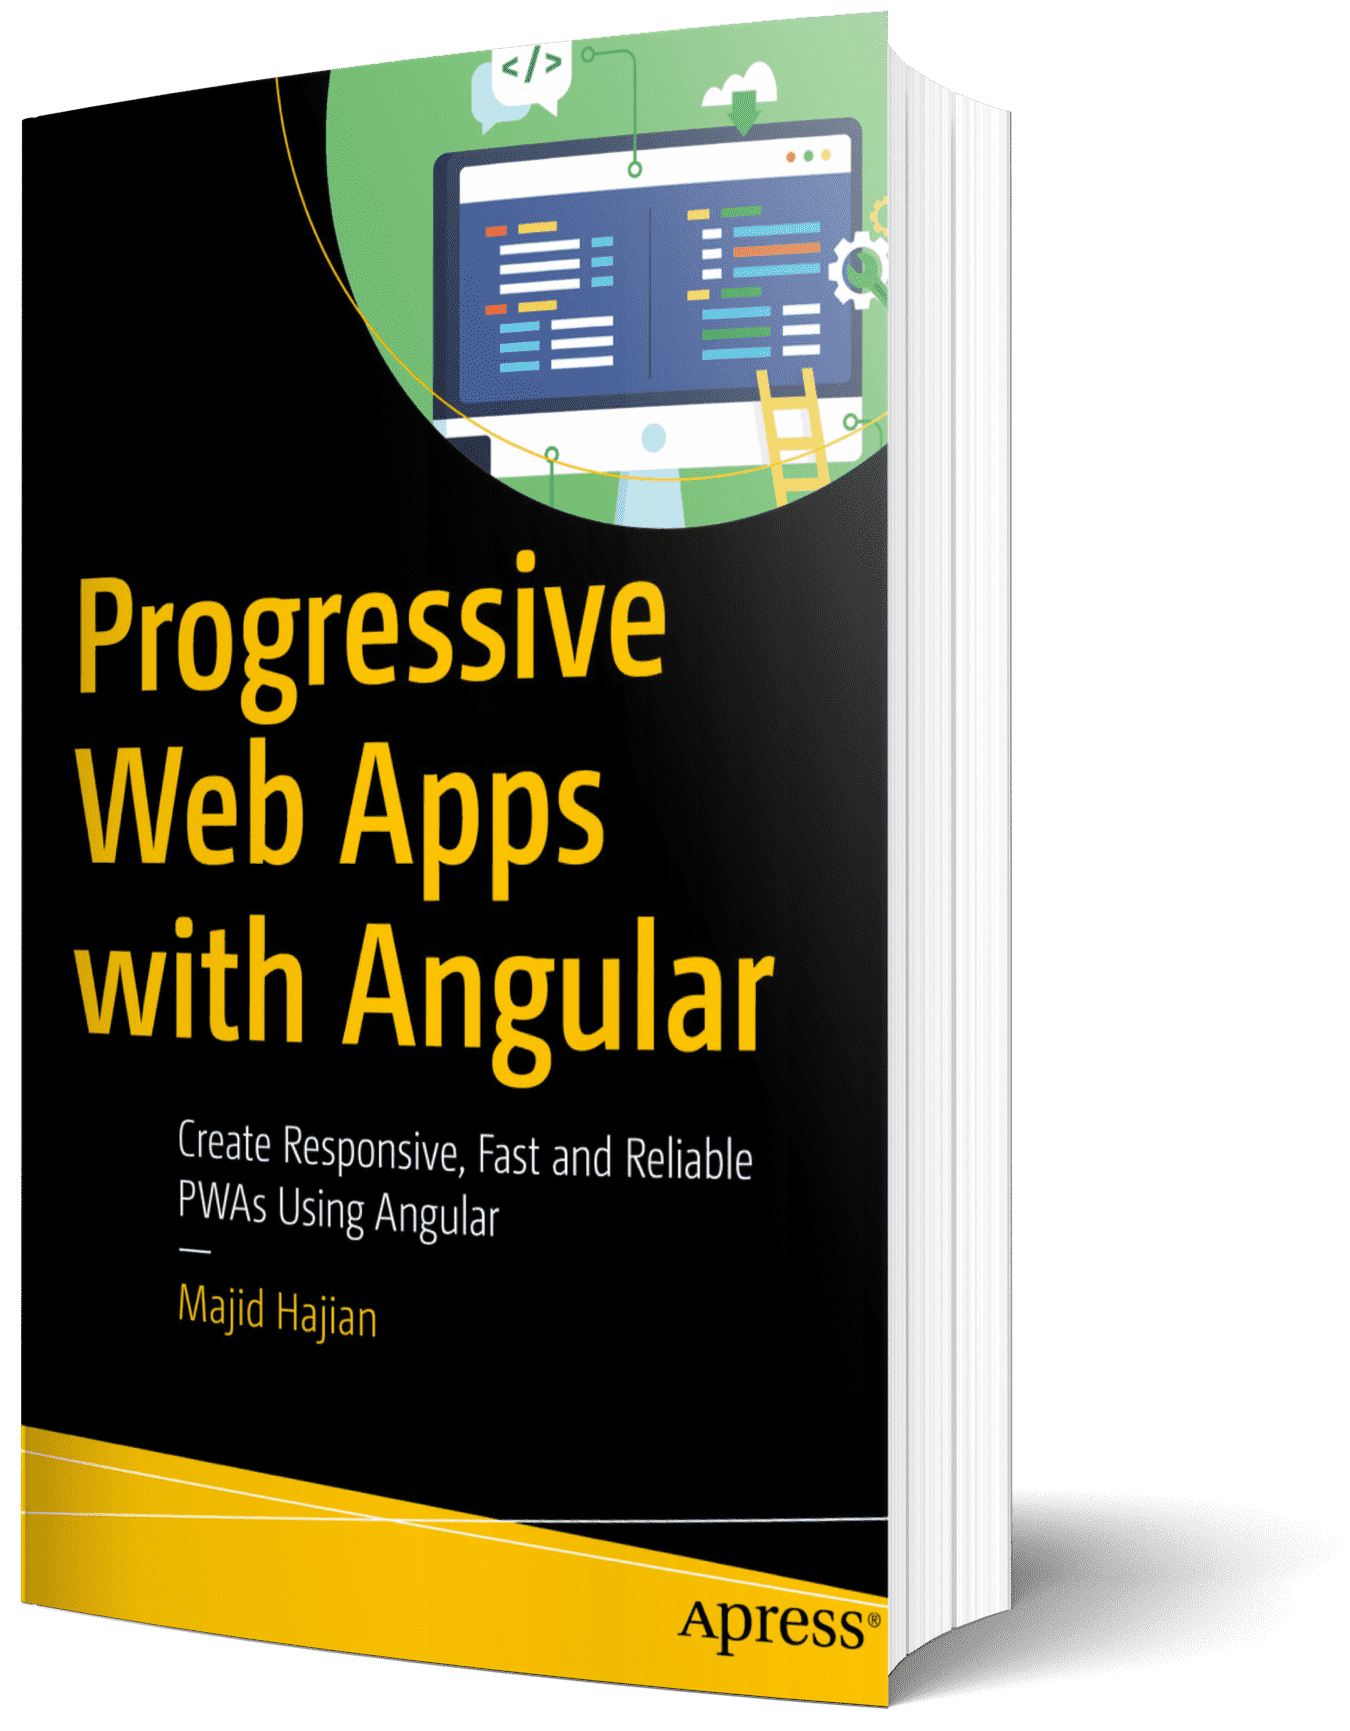 </>
Progressive
Web Apps
with Angular
Create Responsive, Fast and Reliable
PWAs Using Angular
—
Majid Hajian
Apress®